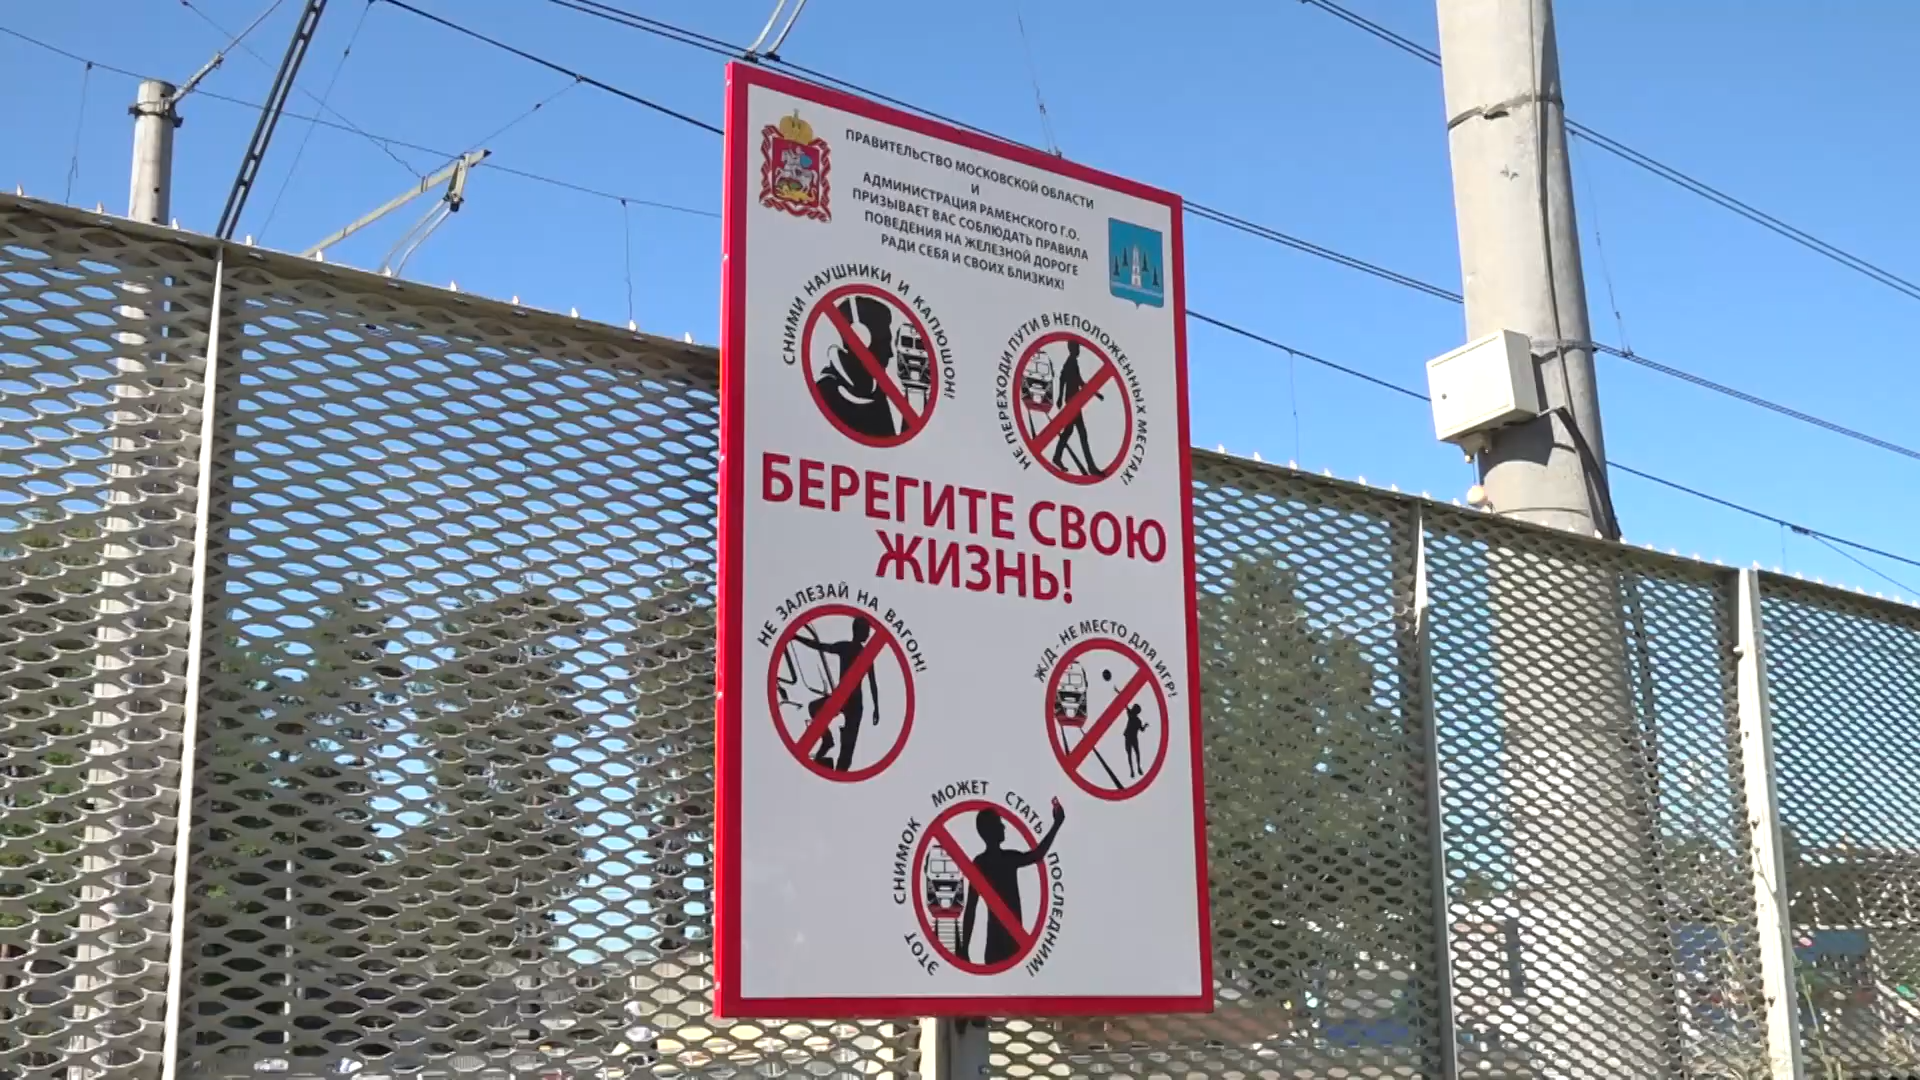 ПРАВИТЕЛЬСТВО МОСКОВСКОЙ ОБЛАСТИ
И
АДМИНИСТРАЦИЯ РАМЕНСКОГО Г.О.
ПРИЗЫВАЕТ ВАС СОБЛЮДАТЬ ПРАВИЛА
ПОВЕДЕНИЯ НА ЖЕЛЕЗНОЙ ДОРОГЕ
РАДИ СЕБЯ И СВОИХ БЛИЗКИХ!
СНИМИ НАУШНИКИ И КАПЮШОН!
НЕ ПЕРЕХОДИ ПУТИ В НЕПОЛОЖЕННЫХ МЕСТАХ!
БЕРЕГИТЕ СВОЮ
ЖИЗНЬ!
НЕ ЗАЛЕЗАЙ НА ВАГОН!
Ж/Д - НЕ МЕСТО ДЛЯ ИГР!
ЭТОТ СНИМОК МОЖЕТ СТАТЬ ПОСЛЕДНИМ!